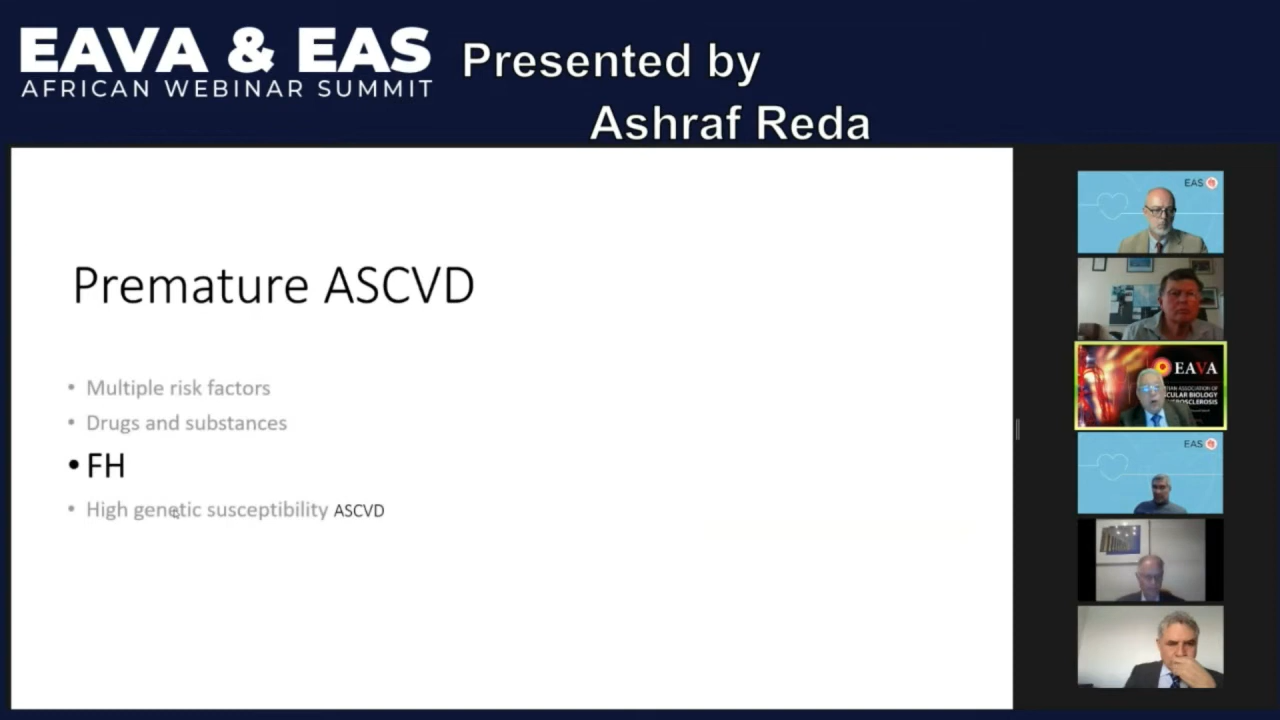 EAVA & EAS
AFRICAN WEBINAR SUMMIT
Presented by
Ashraf Reda
Premature ASCVD
• Multiple risk factors
• Drugs and substances
• FH
• High genetic susceptibility ASCVD
EAS
EAVA
EAS